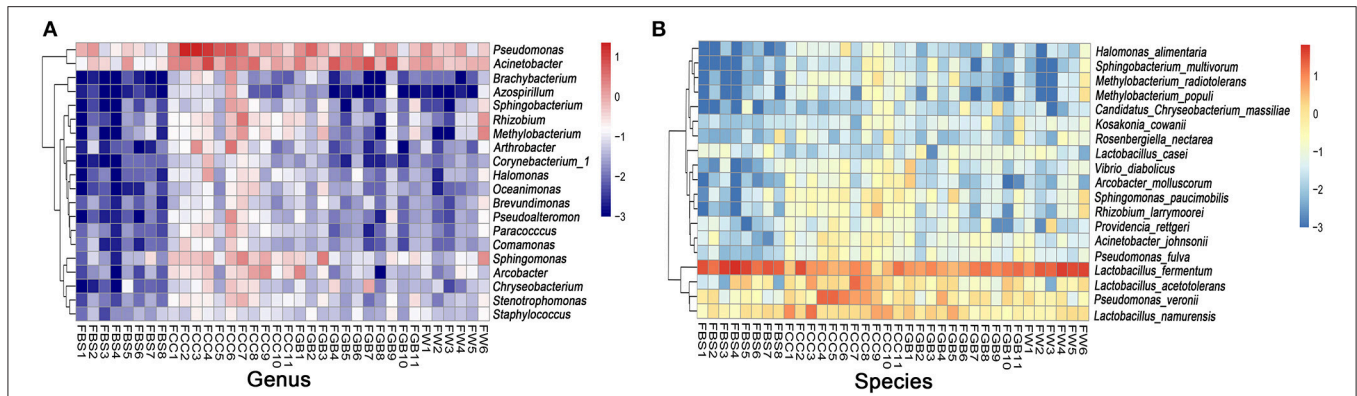 A
Pseudomonas
Acinetobacter
Brachybacterium
Azospirillum
Sphingobacterium
Rhizobium
Methylobacterium
Arthrobacter
Corynebacterium_1
Halomonas
Oceanimonas
Brevundimonas
Pseudoalteromon
Paracocccus
Comamonas
Sphingomonas
Arcobacter
Chryseobacterium
Stenotrophomonas
Staphylococcus
1
0
−1
−2
−3
FBS1
FBS2
FBS3
FBS4
FBS5
FBS6
FBS7
FBS8
FCC1
FCC2
FCC3
FCC4
FCC5
FCC6
FCC7
FCC8
FCC9
FCC10
FCC11
FGB1
FGB2
FGB3
FGB4
FGB5
FGB6
FGB7
FGB8
FGB9
FGB10
FGB11
FW1
FW2
FW3
FW4
FW5
FW6
Genus
B
Halomonas_alimentaria
Sphingobacterium_multivorum
Methylobacterium_radiotolerans
Methylobacterium_populi
Candidatus_Chryseobacterium_massiliae
Kosakonia_cowanii
Rosenbergiella_nectarea
Lactobacillus_casei
Vibrio_diabolicus
Arcobacter_molluscorum
Sphingomonas_paucimobilis
Rhizobium_larrymoorei
Providencia_rettgeri
Acinetobacter_johnsonii
Pseudomonas_fulva
Lactobacillus_fermentum
Lactobacillus_acetotolerans
Pseudomonas_veronii
Lactobacillus_namurensis
1
0
−1
−2
−3
FBS1
FBS2
FBS3
FBS4
FBS5
FBS6
FBS7
FBS8
FCC1
FCC2
FCC3
FCC4
FCC5
FCC6
FCC7
FCC8
FCC9
FCC10
FCC11
FGB1
FGB2
FGB3
FGB4
FGB5
FGB6
FGB7
FGB8
FGB9
FGB10
FGB11
FW1
FW2
FW3
FW4
FW5
FW6
Species